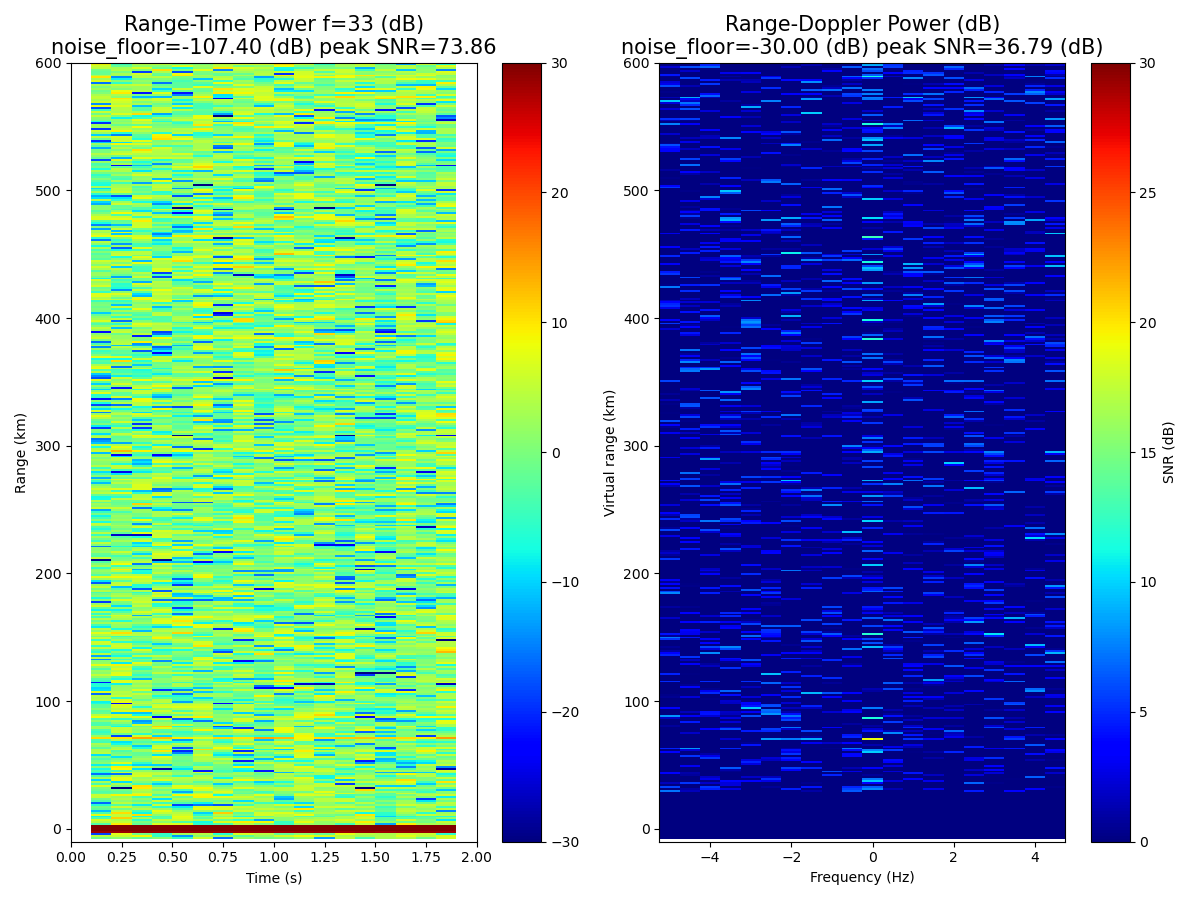 Range-Time Power f=33 (dB)
noise_floor=-107.40 (dB) peak SNR=73.86
Range-Doppler Power (dB)
noise_floor=-30.00 (dB) peak SNR=36.79 (dB)
600
500
400
300
200
100
0
Range (km)
0.00 0.25 0.50 0.75 1.00 1.25 1.50 1.75 2.00
Time (s)
30
20
10
0
−10
−20
−30
600
500
400
300
200
100
0
Virtual range (km)
−4 −2 0 2 4
Frequency (Hz)
30
25
20
15
10
5
0
SNR (dB)